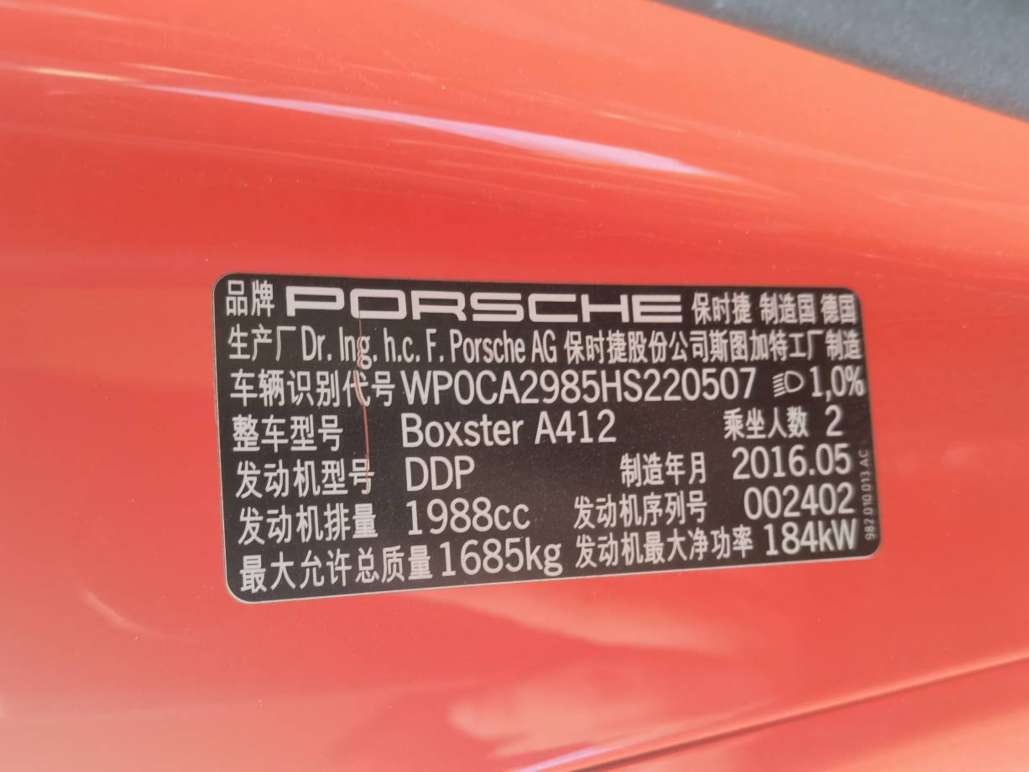 品牌 PORSCHE 保时捷 制造国 德国
生产厂 Dr. Ing. h.c. F. Porsche AG 保时捷股份公司斯图加特工厂制造
车辆识别代号 WP0CA2985HS220507 1,0%
整车型号 Boxster A412 乘坐人数 2
发动机型号 DDP 制造年月 2016.05
发动机排量 1988cc 发动机序列号 002402
最大允许总质量 1685kg 发动机最大净功率 184kW
982 010 013 AC